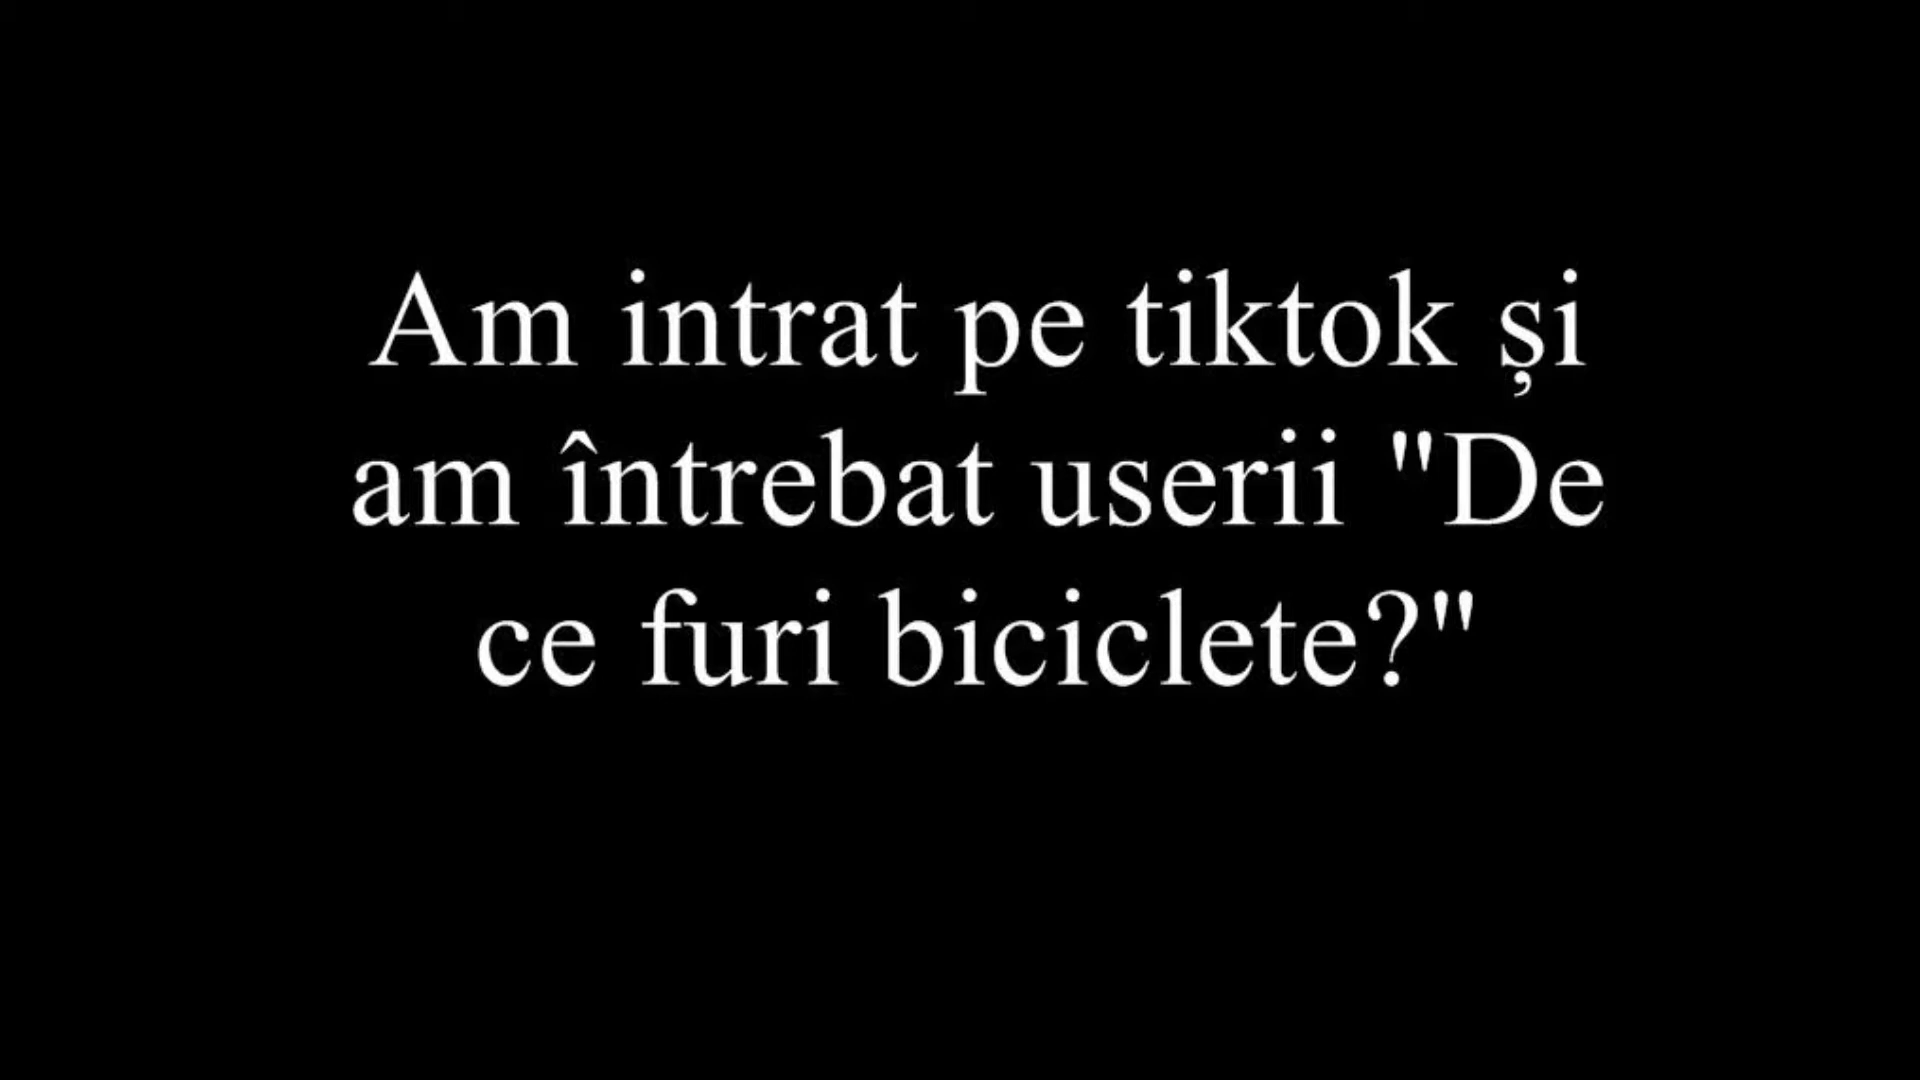 Am intrat pe tiktok și
am întrebat userii "De
ce furi biciclete?"